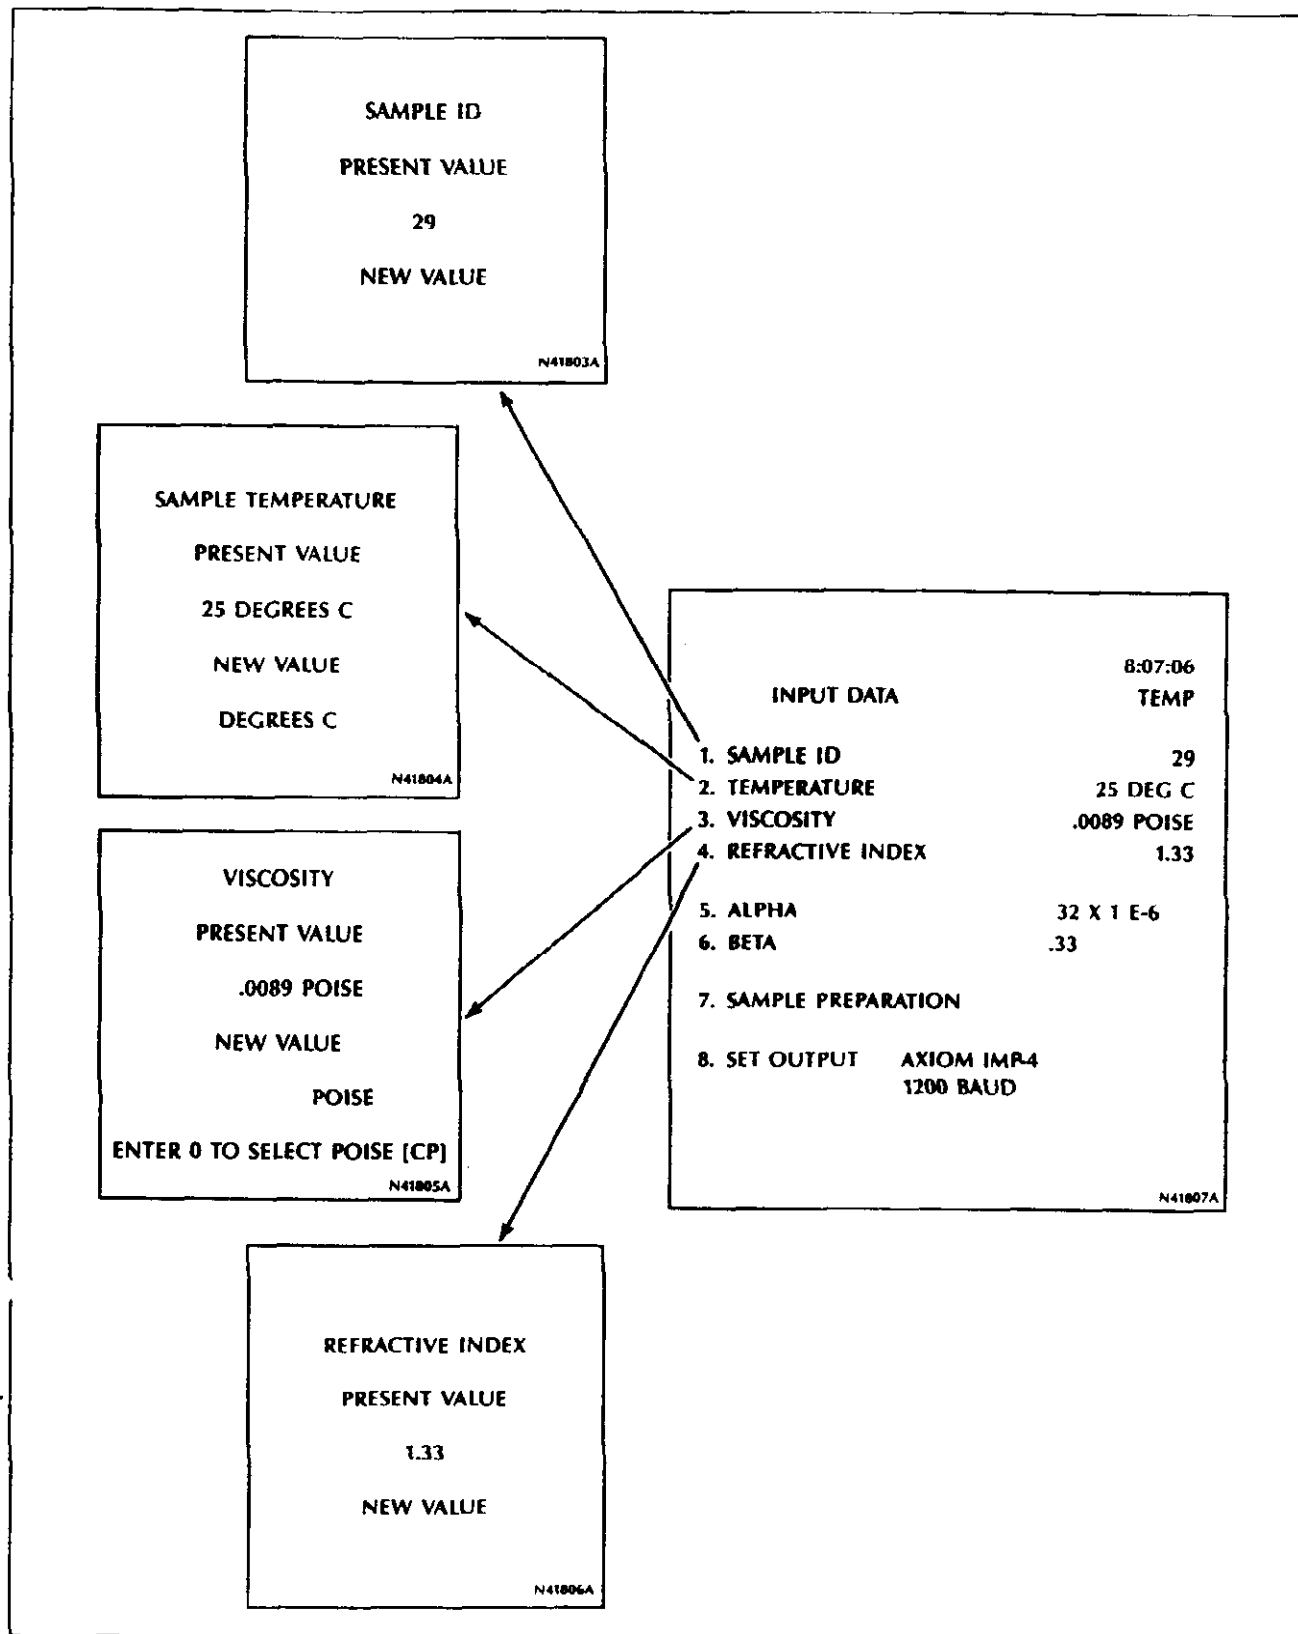 SAMPLE ID
PRESENT VALUE
29
NEW VALUE
N41803A
SAMPLE TEMPERATURE
PRESENT VALUE
25 DEGREES C
NEW VALUE
DEGREES C
N41804A
VISCOSITY
PRESENT VALUE
.0089 POISE
NEW VALUE
POISE
ENTER 0 TO SELECT POISE [CP]
N41805A
REFRACTIVE INDEX
PRESENT VALUE
1.33
NEW VALUE
N41806A
8:07:06
INPUT DATA TEMP
1. SAMPLE ID 29
2. TEMPERATURE 25 DEG C
3. VISCOSITY .0089 POISE
4. REFRACTIVE INDEX 1.33
5. ALPHA 32 X 1 E-6
6. BETA .33
7. SAMPLE PREPARATION
8. SET OUTPUT AXIOM IMP-4
1200 BAUD
N41807A